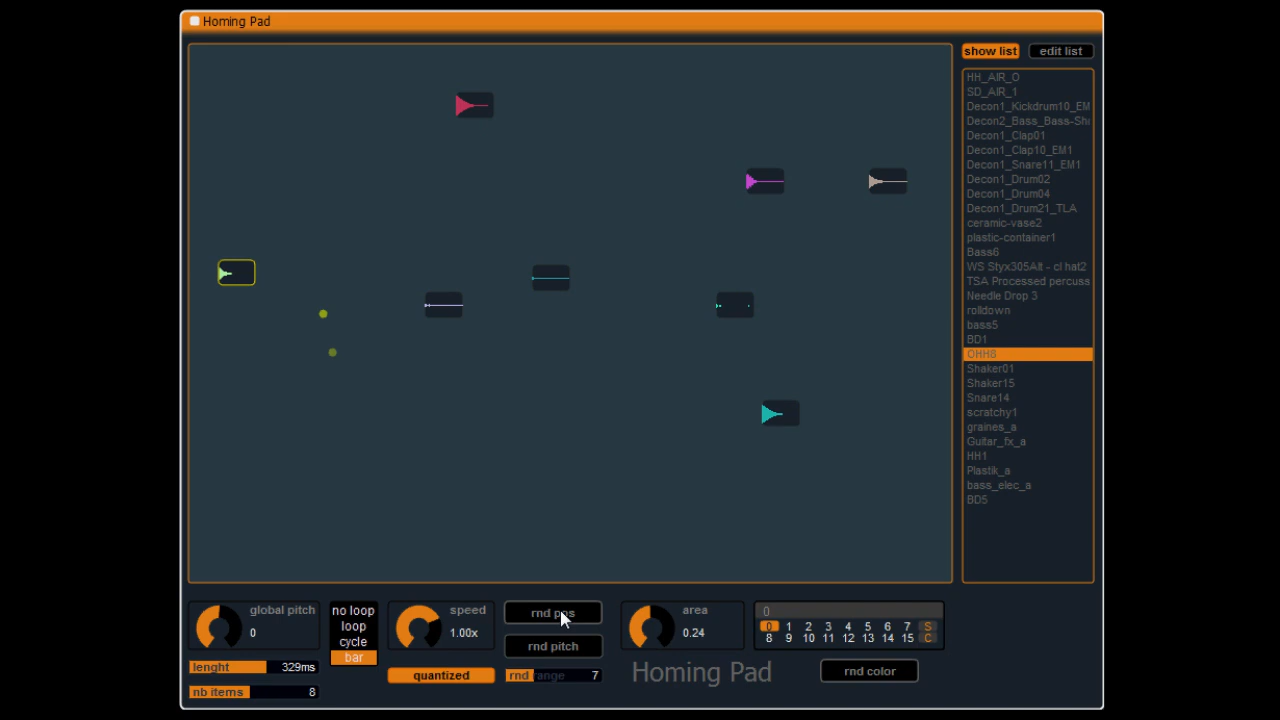 Homing Pad
show list edit list
HH_AIR_O
SD_AIR_1
Decon1_Kickdrum10_EM
Decon2_Bass_Bass-Sh
Decon1_Clap01
Decon1_Clap10_EM1
Decon1_Snare11_EM1
Decon1_Drum02
Decon1_Drum04
Decon1_Drum21_TLA
ceramic-vase2
plastic-container1
Bass6
WS Styx305Alt - cl hat2
TSA Processed percuss
Needle Drop 3
rolldown
bass5
BD1
OHH8
Shaker01
Shaker15
Snare14
scratchy1
graines_a
Guitar_fx_a
HH1
Plastik_a
bass_elec_a
BD5
global pitch
0
lenght 329ms
nb items 8
no loop
loop
cycle
bar
speed
1.00x
quantized
rnd pos
rnd pitch
rnd range 7
area
0.24
Homing Pad
0
0 1 2 3 4 5 6 7 S
8 9 10 11 12 13 14 15 C
rnd color